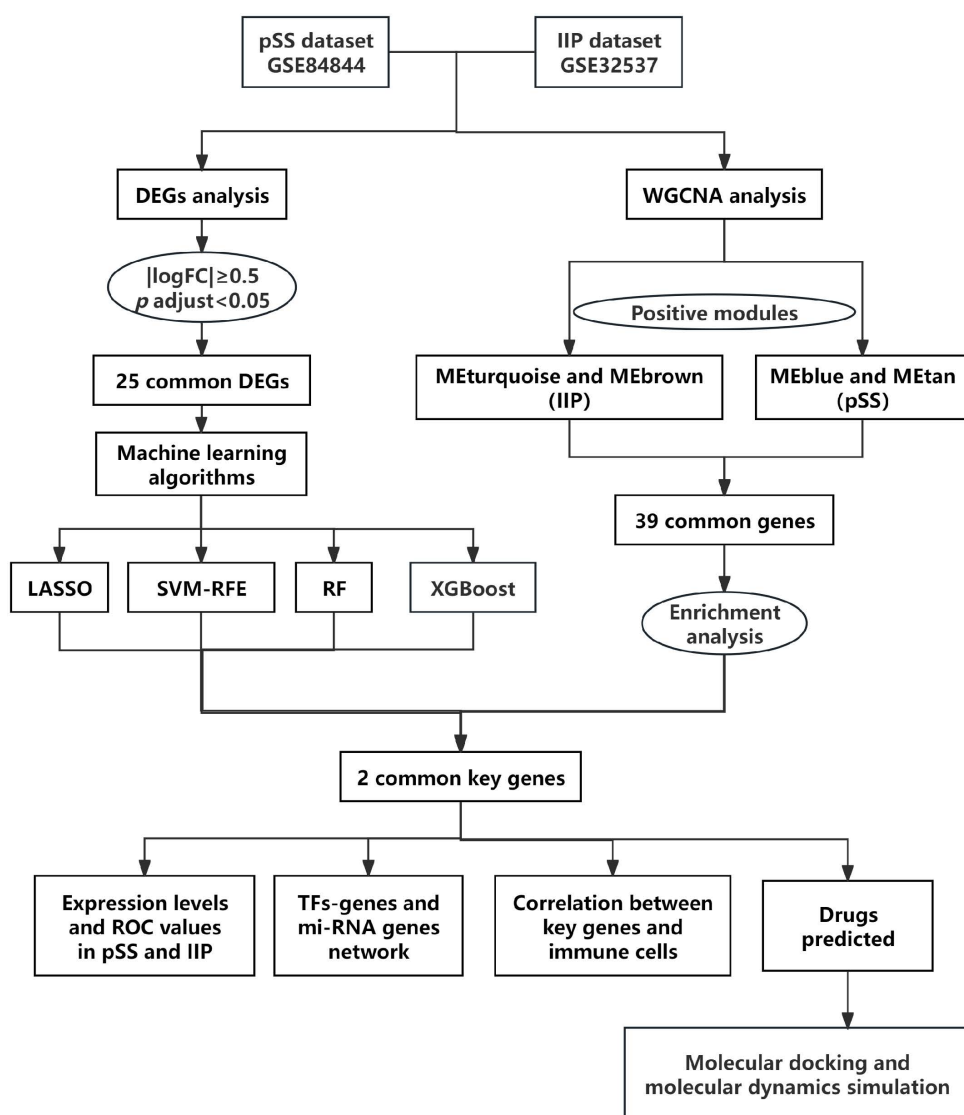 pSS dataset
GSE84844
IIP dataset
GSE32537
DEGs analysis
WGCNA analysis
|logFC|≥0.5
p adjust<0.05
Positive modules
25 common DEGs
MEturquoise and MEbrown
(IIP)
MEblue and MEtan
(pSS)
Machine learning
algorithms
39 common genes
LASSO
SVM-RFE
RF
XGBoost
Enrichment
analysis
2 common key genes
Expression levels
and ROC values
in pSS and IIP
TFs-genes and
mi-RNA genes
network
Correlation between
key genes and
immune cells
Drugs
predicted
Molecular docking and
molecular dynamics simulation